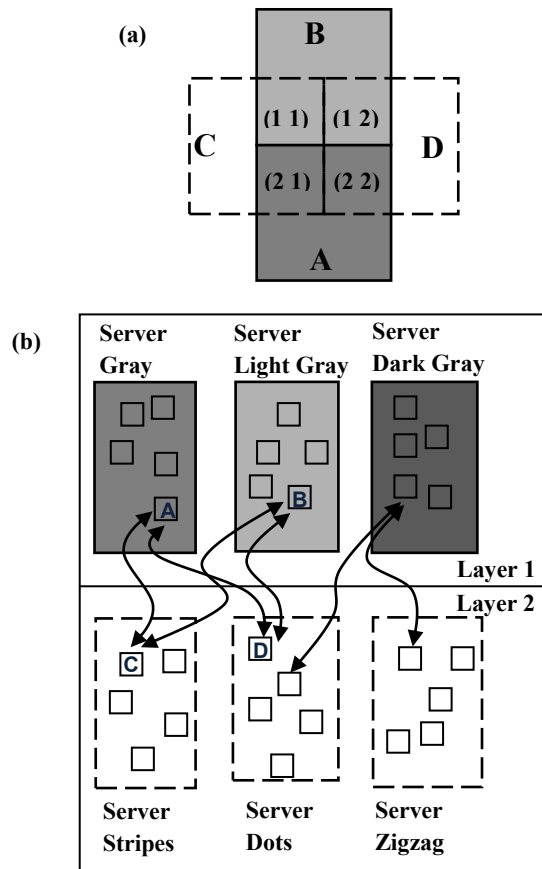 (a)
B
(1 1) (1 2)
C D
(2 1) (2 2)
A
(b)
Server Server Server
Gray Light Gray Dark Gray
A B
Layer 1
Layer 2
C D
Server Server Server
Stripes Dots Zigzag